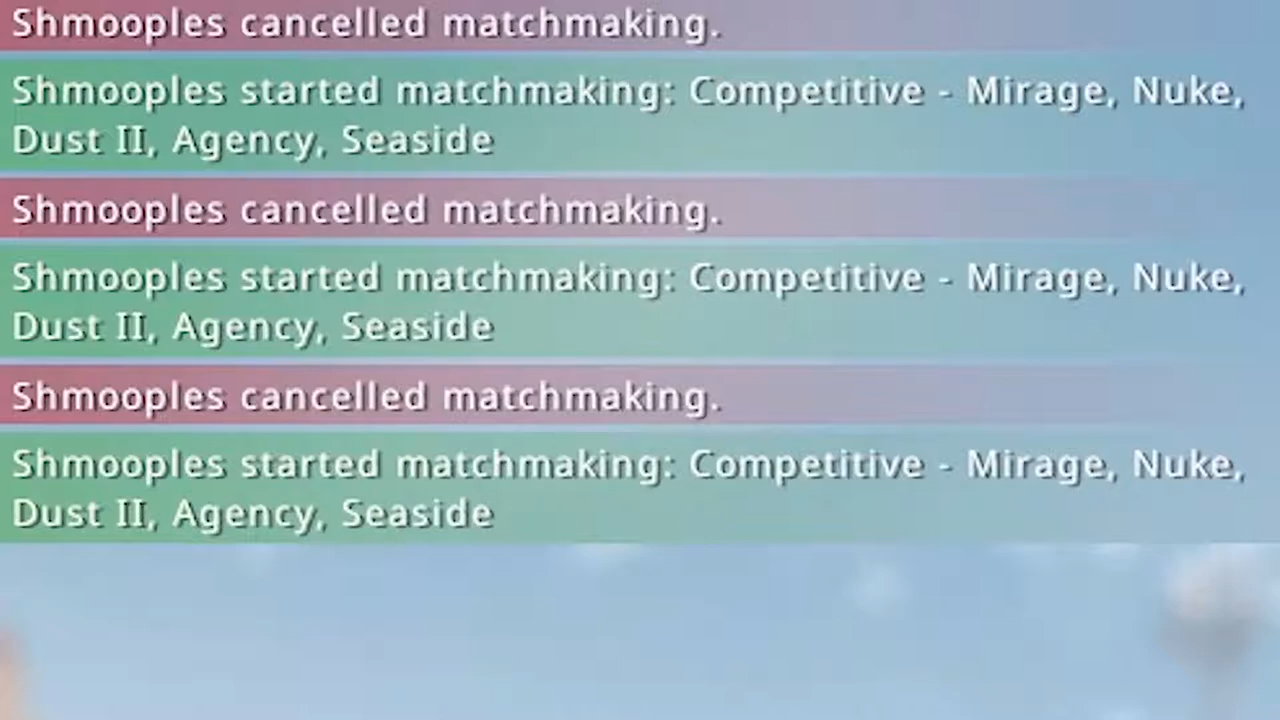 Shmooples cancelled matchmaking.
Shmooples started matchmaking: Competitive - Mirage, Nuke,
Dust II, Agency, Seaside
Shmooples cancelled matchmaking.
Shmooples started matchmaking: Competitive - Mirage, Nuke,
Dust II, Agency, Seaside
Shmooples cancelled matchmaking.
Shmooples started matchmaking: Competitive - Mirage, Nuke,
Dust II, Agency, Seaside